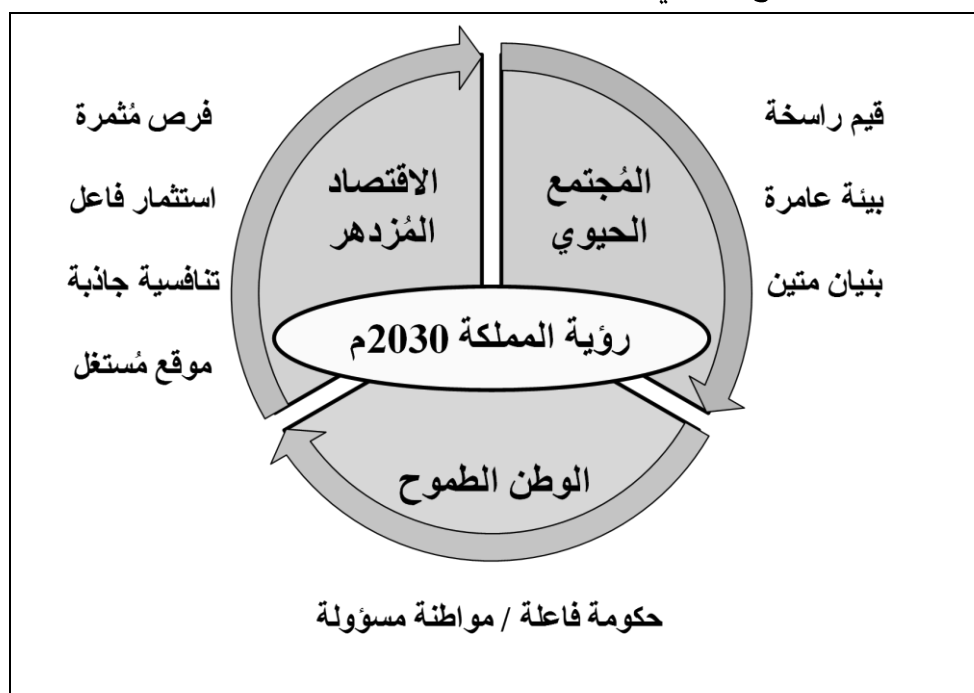 قيم راسخة
بيئة عامرة
بنيان متين
المُجتمع
الحيوي
الاقتصاد
المُزدهر
فرص مُثمرة
استثمار فاعل
تنافسية جاذبة
موقع مُستغل
رؤية المملكة 2030م
الوطن الطموح
حكومة فاعلة / مواطنة مسؤولة